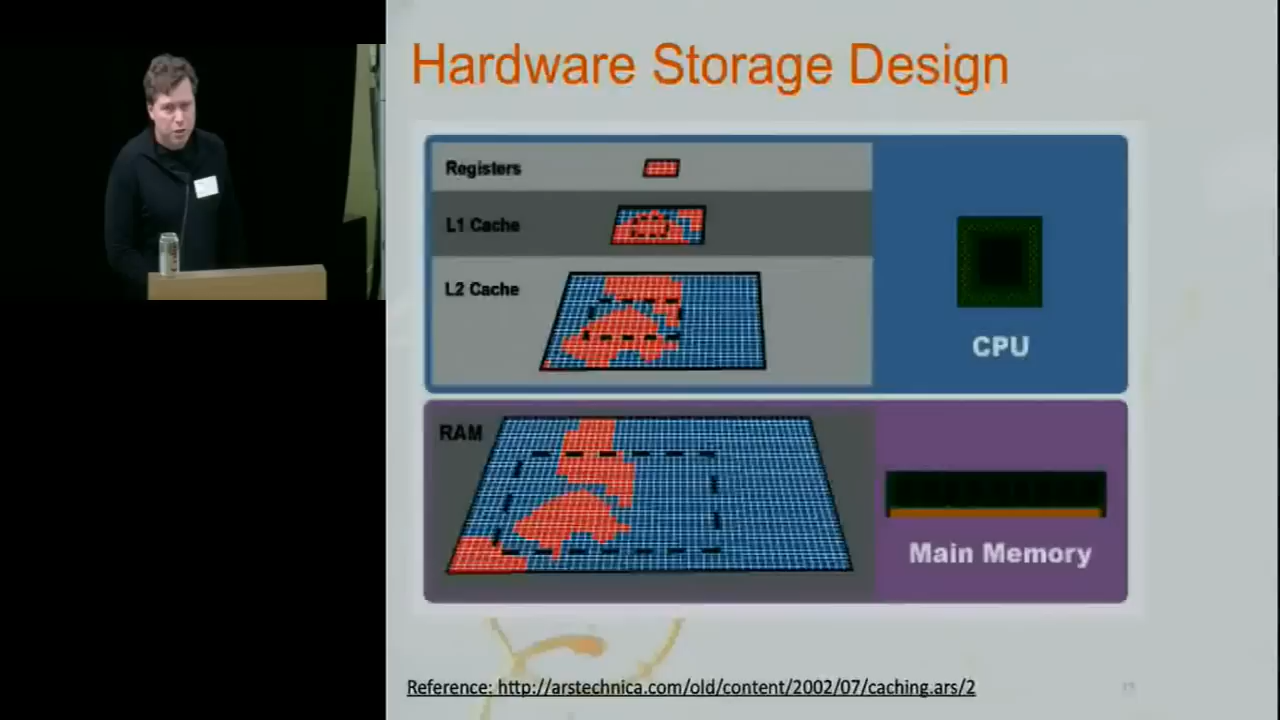 Hardware Storage Design
Registers
L1 Cache
L2 Cache
CPU
RAM
Main Memory
Reference: http://arstechnica.com/old/content/2002/07/caching.ars/2